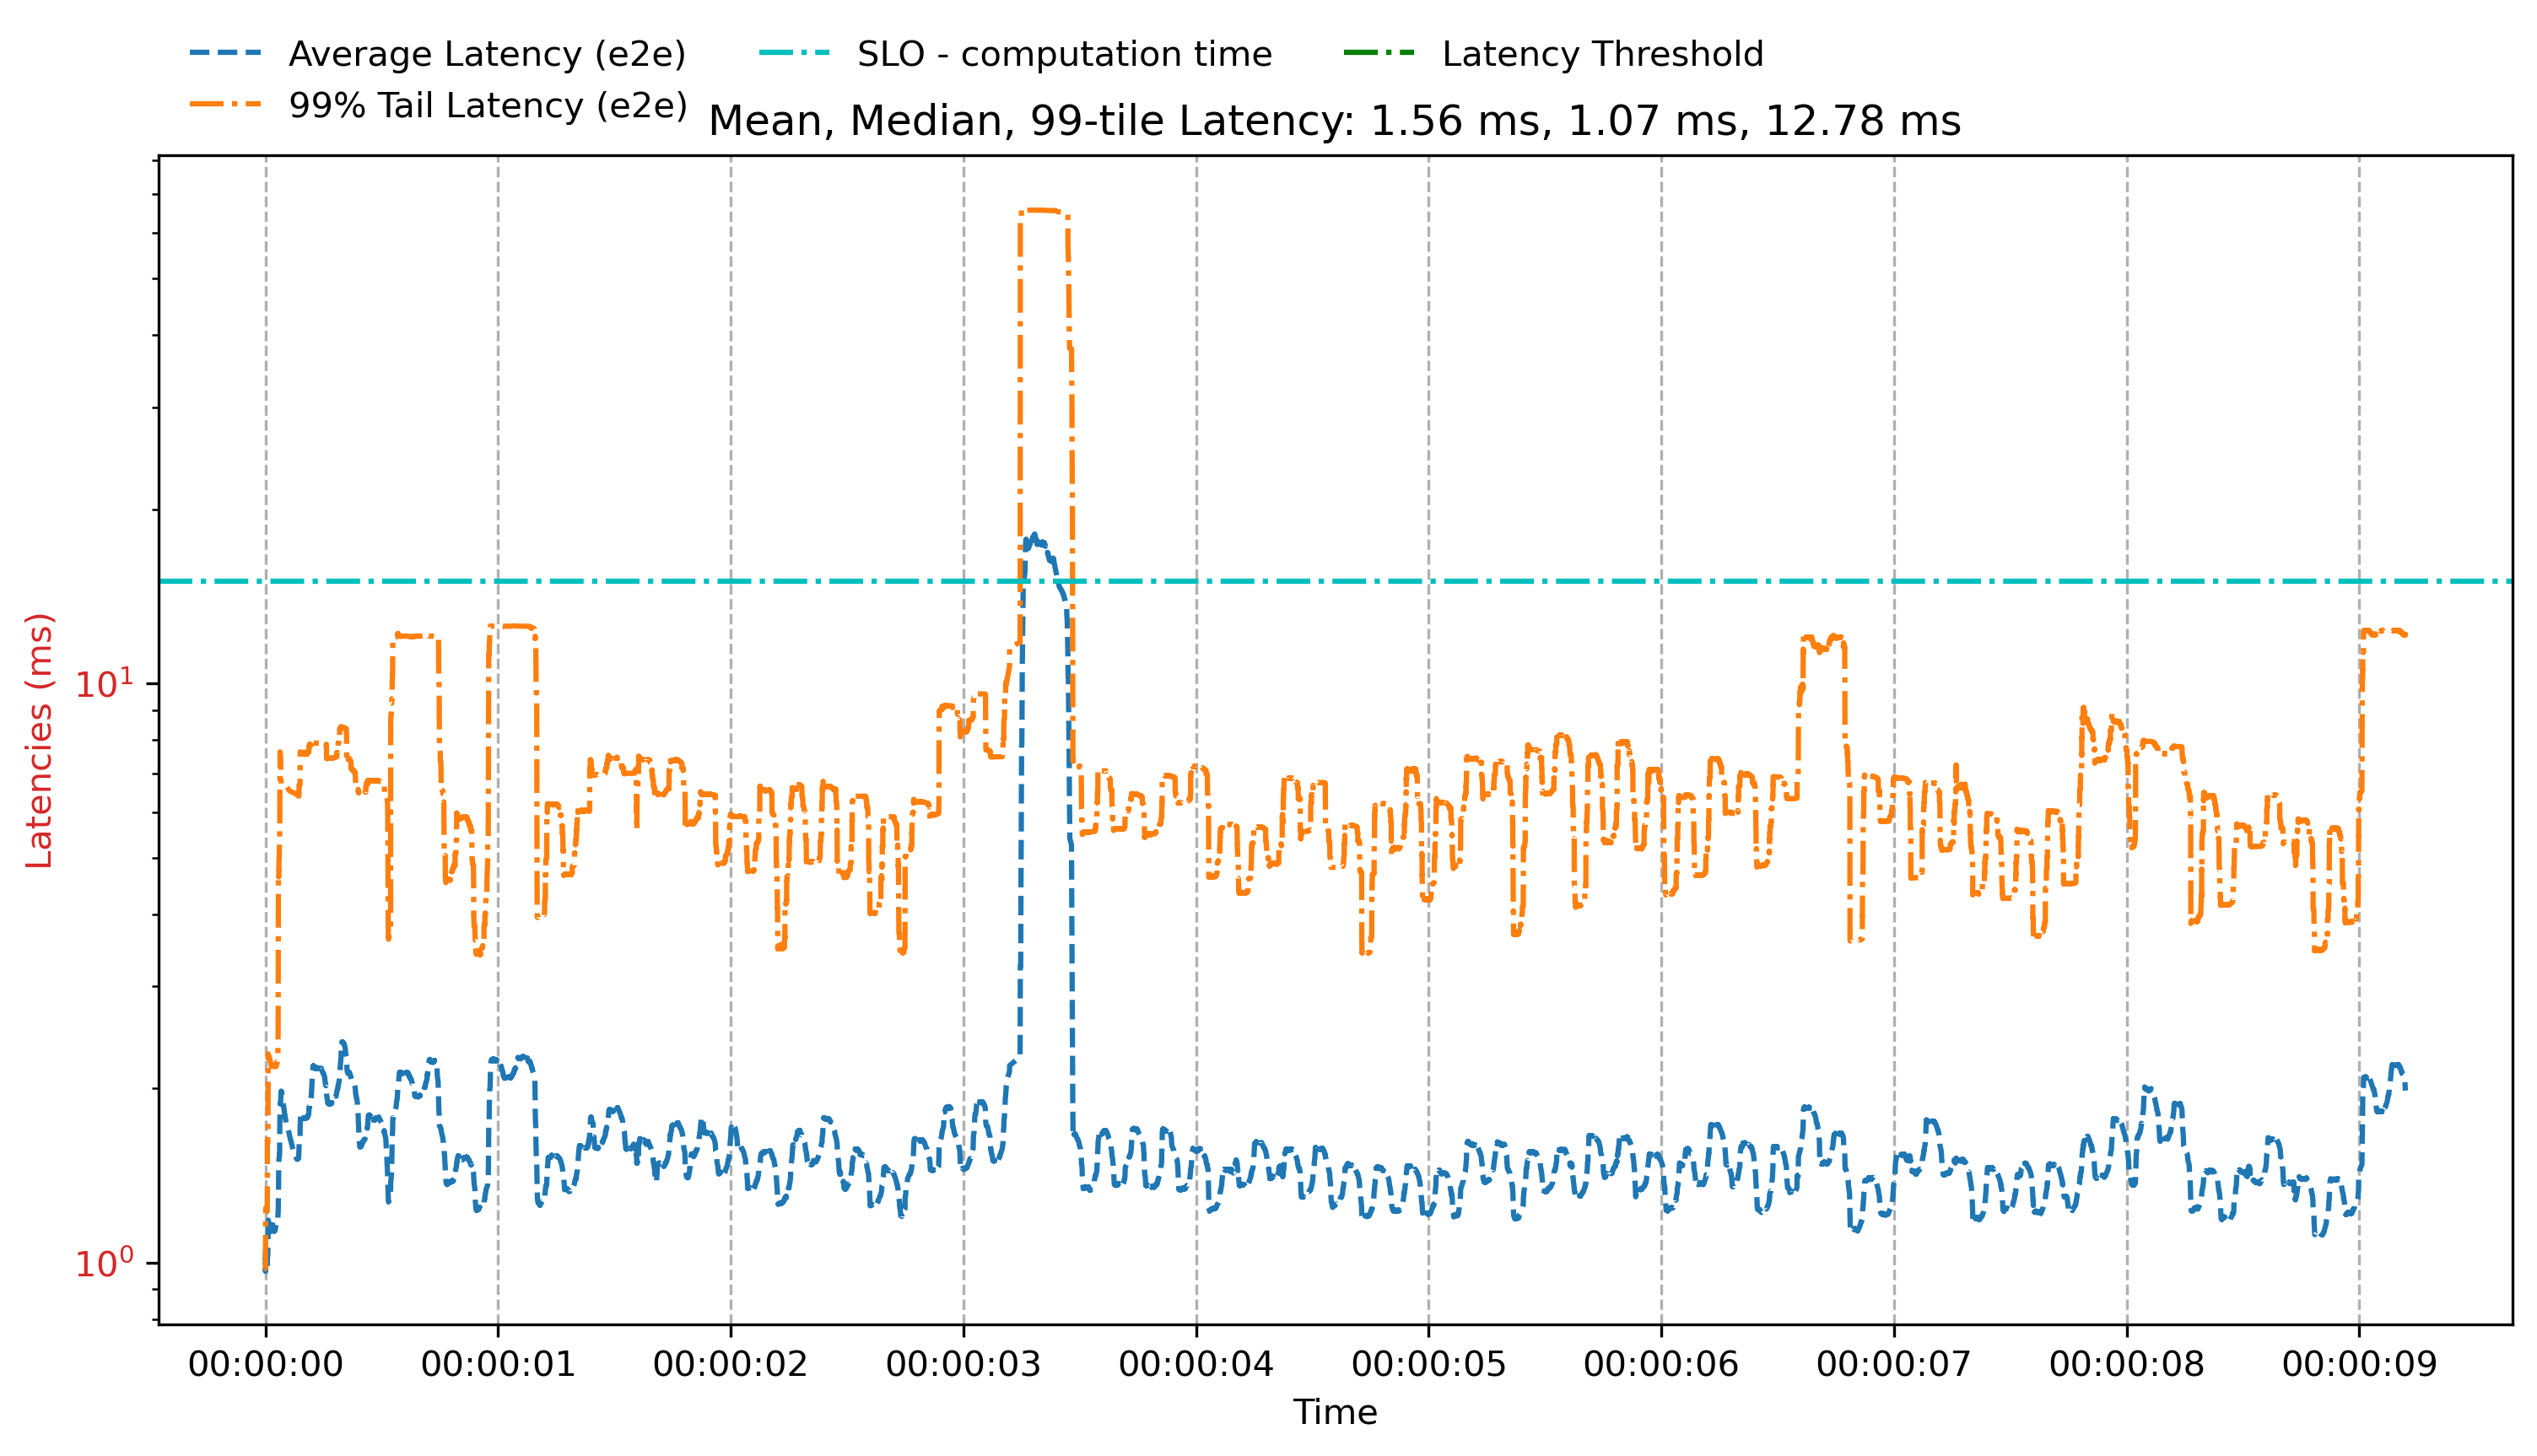 Average Latency (e2e)
99% Tail Latency (e2e)
SLO - computation time
Latency Threshold
Mean, Median, 99-tile Latency: 1.56 ms, 1.07 ms, 12.78 ms
Latencies (ms)
10¹
10⁰
00:00:00 00:00:01 00:00:02 00:00:03 00:00:04 00:00:05 00:00:06 00:00:07 00:00:08 00:00:09
Time